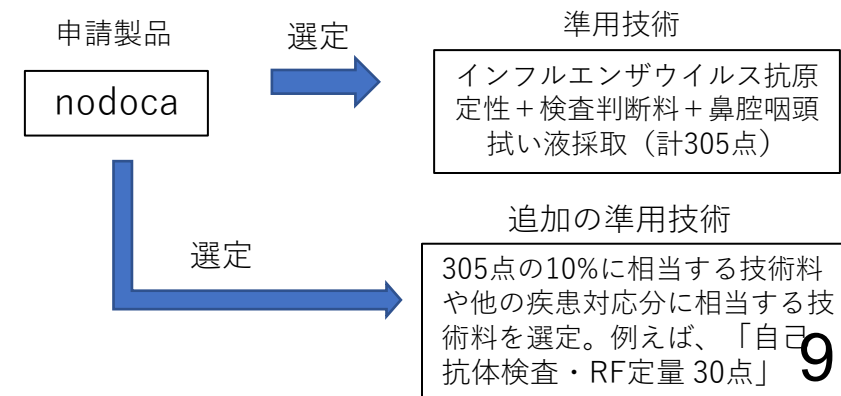 申請製品
選定
準用技術
nodoca
インフルエンザウイルス抗原
定性＋検査判断料＋鼻腔咽頭
拭い液採取（計305点）
追加の準用技術
選定
305点の10%に相当する技術料
や他の疾患対応分に相当する技
術料を選定。例えば、「自己
抗体検査・RF定量 30点」
9